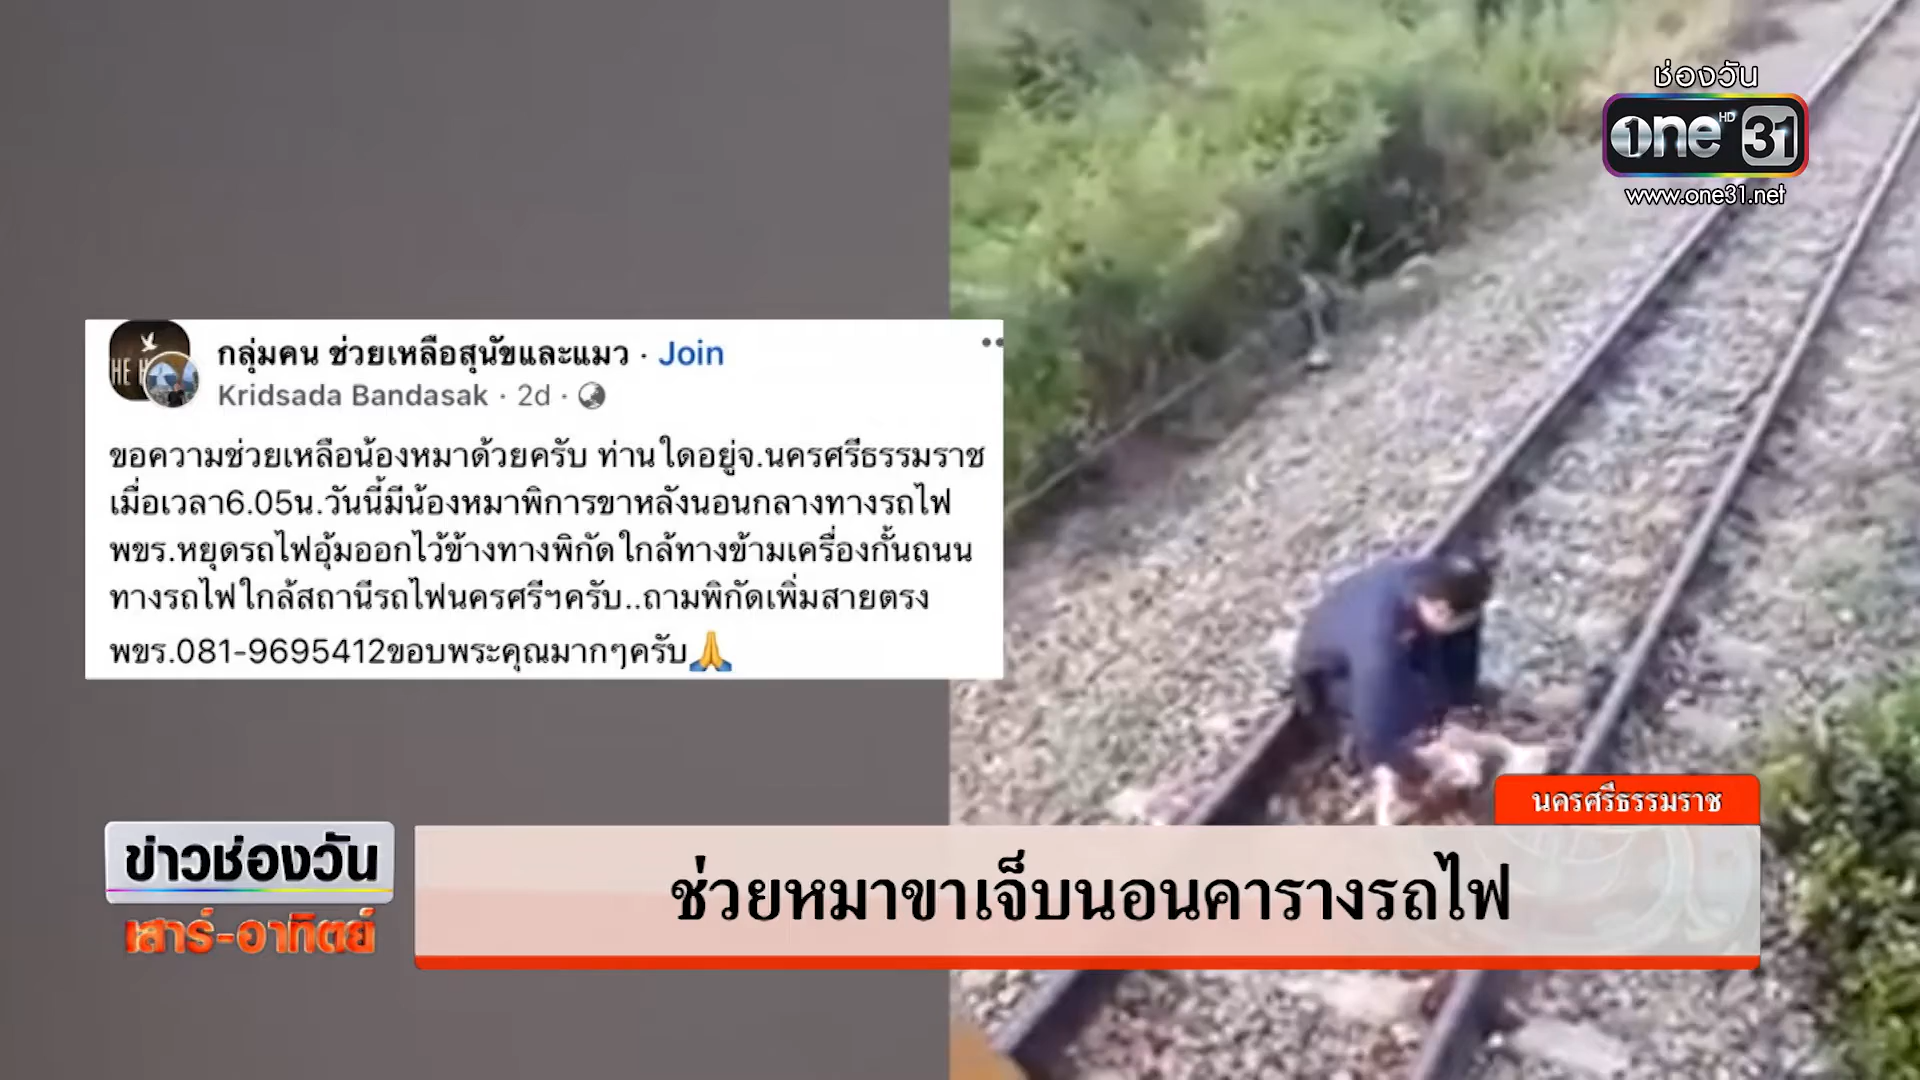 ช่องวัน
one HD 31
www.one31.net
THE H
กลุ่มคน ช่วยเหลือสุนัขและแมว · Join
Kridsada Bandasak · 2d ·
ขอความช่วยเหลือน้องหมาด้วยครับ ท่านใดอยู่จ.นครศรีธรรมราช
เมื่อเวลา6.05น.วันนี้มีน้องหมาพิการขาหลังนอนกลางทางรถไฟ
พขร.หยุดรถไฟอุ้มออกไว้ข้างทางพิกัดใกล้ทางข้ามเครื่องกั้นถนน
ทางรถไฟใกล้สถานีรถไฟนครศรีฯครับ..ถามพิกัดเพิ่มสายตรง
พขร.081-9695412ขอบพระคุณมากๆครับ🙏
นครศรีธรรมราช
ข่าวช่องวัน
เสาร์-อาทิตย์
ช่วยหมาขาเจ็บนอนคารางรถไฟ